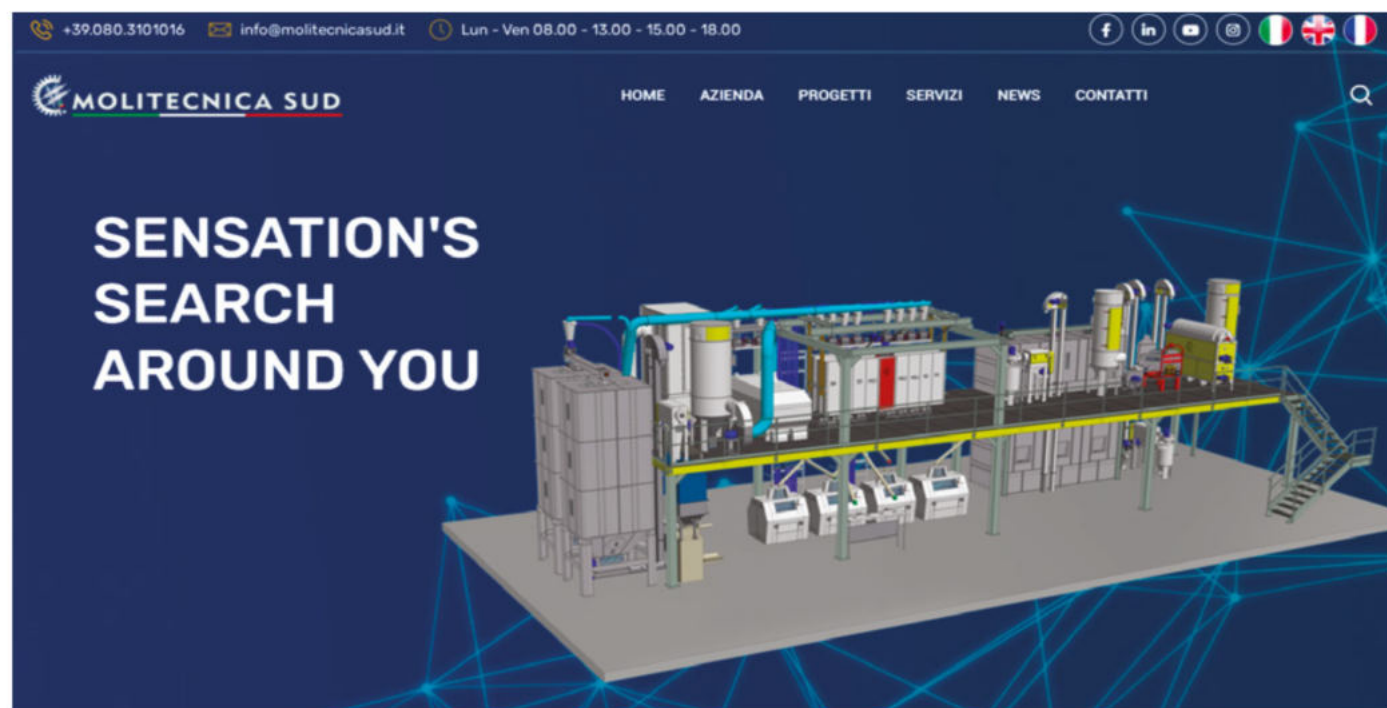 +39.080.3101016 info@molitecnicasud.it Lun - Ven 08.00 - 13.00 - 15.00 - 18.00
MOLITECNICA SUD
HOME AZIENDA PROGETTI SERVIZI NEWS CONTATTI
SENSATION'S
SEARCH
AROUND YOU